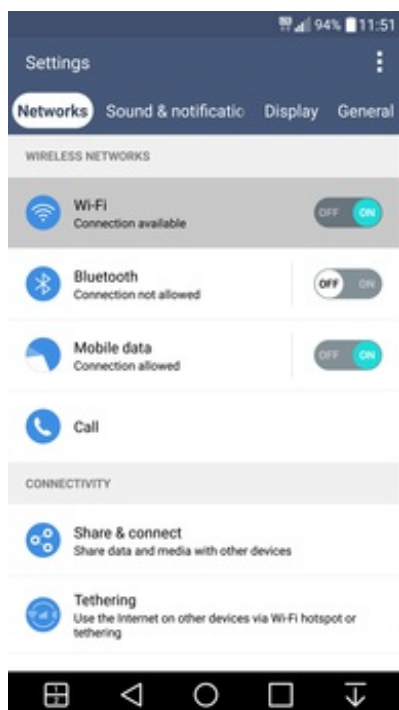 94% 11:51
Settings
Networks Sound & notificatio Display General
WIRELESS NETWORKS
Wi-Fi
Connection available
OFF ON
Bluetooth
Connection not allowed
OFF ON
Mobile data
Connection allowed
OFF ON
Call
CONNECTIVITY
Share & connect
Share data and media with other devices
Tethering
Use the Internet on other devices via Wi-Fi hotspot or
tethering